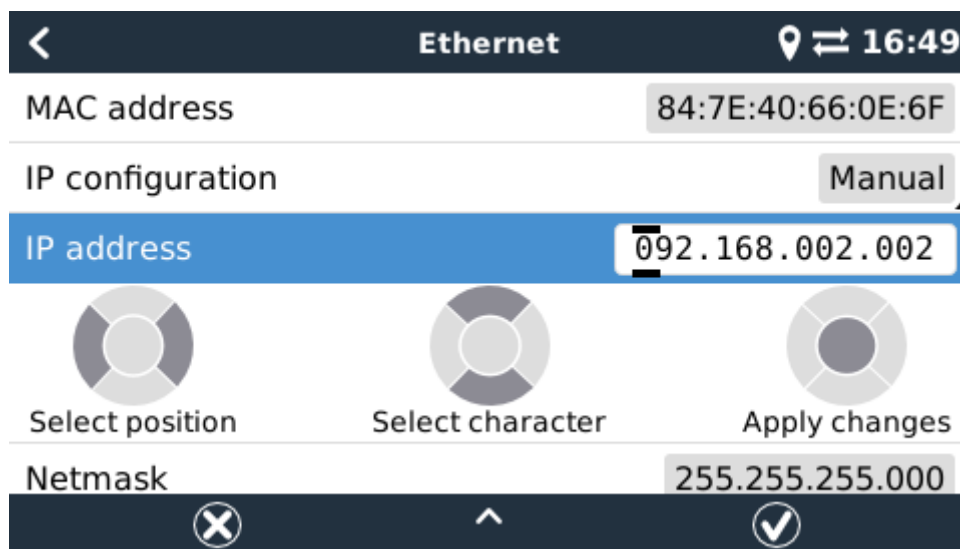 Ethernet 16:49
MAC address 84:7E:40:66:0E:6F
IP configuration Manual
IP address 092.168.002.002
Select position Select character Apply changes
Netmask 255.255.255.000